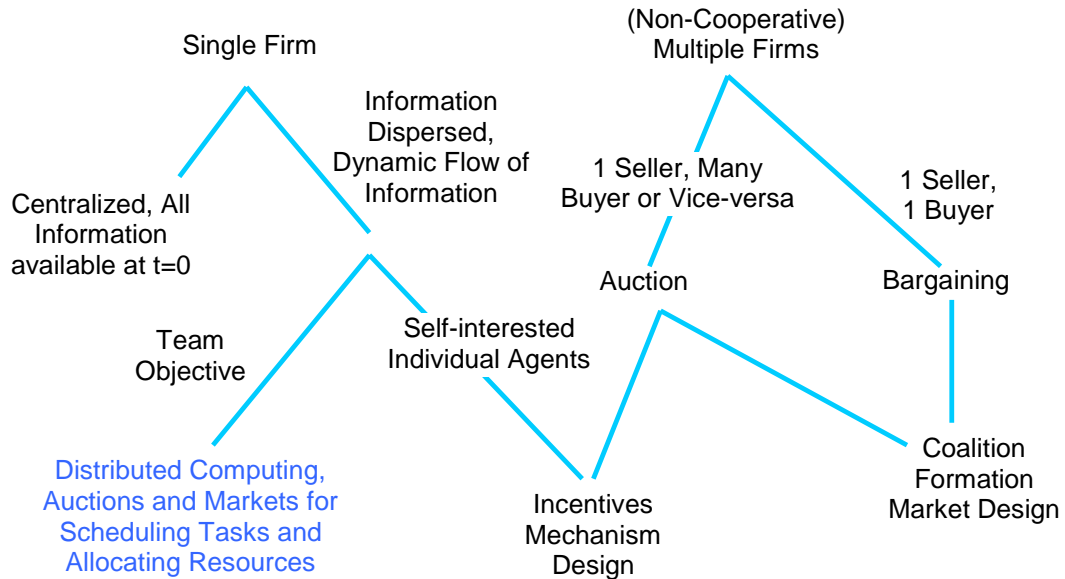 Single Firm
(Non-Cooperative)
Multiple Firms
Information
Dispersed,
Dynamic Flow of
Information
1 Seller, Many
Buyer or Vice-versa
1 Seller,
1 Buyer
Centralized, All
Information
available at t=0
Auction
Bargaining
Team
Objective
Self-interested
Individual Agents
Distributed Computing,
Auctions and Markets for
Scheduling Tasks and
Allocating Resources
Incentives
Mechanism
Design
Coalition
Formation
Market Design